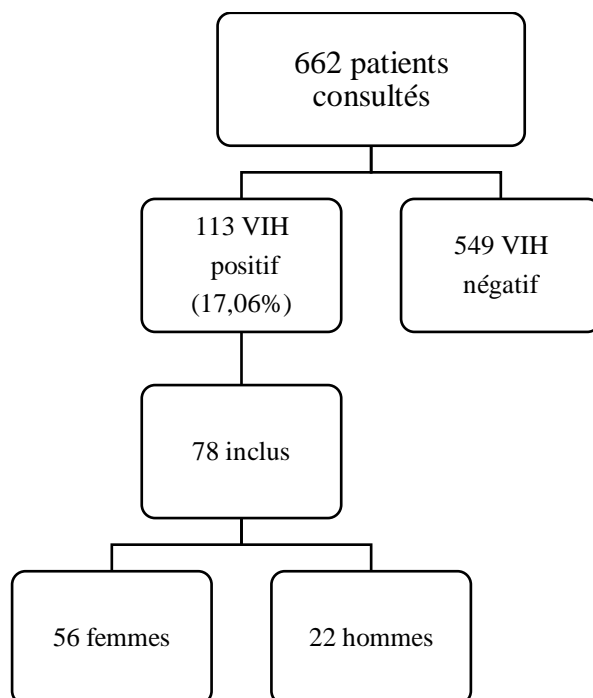 662 patients
consultés
113 VIH
positif
(17,06%)
549 VIH
négatif
78 inclus
56 femmes
22 hommes